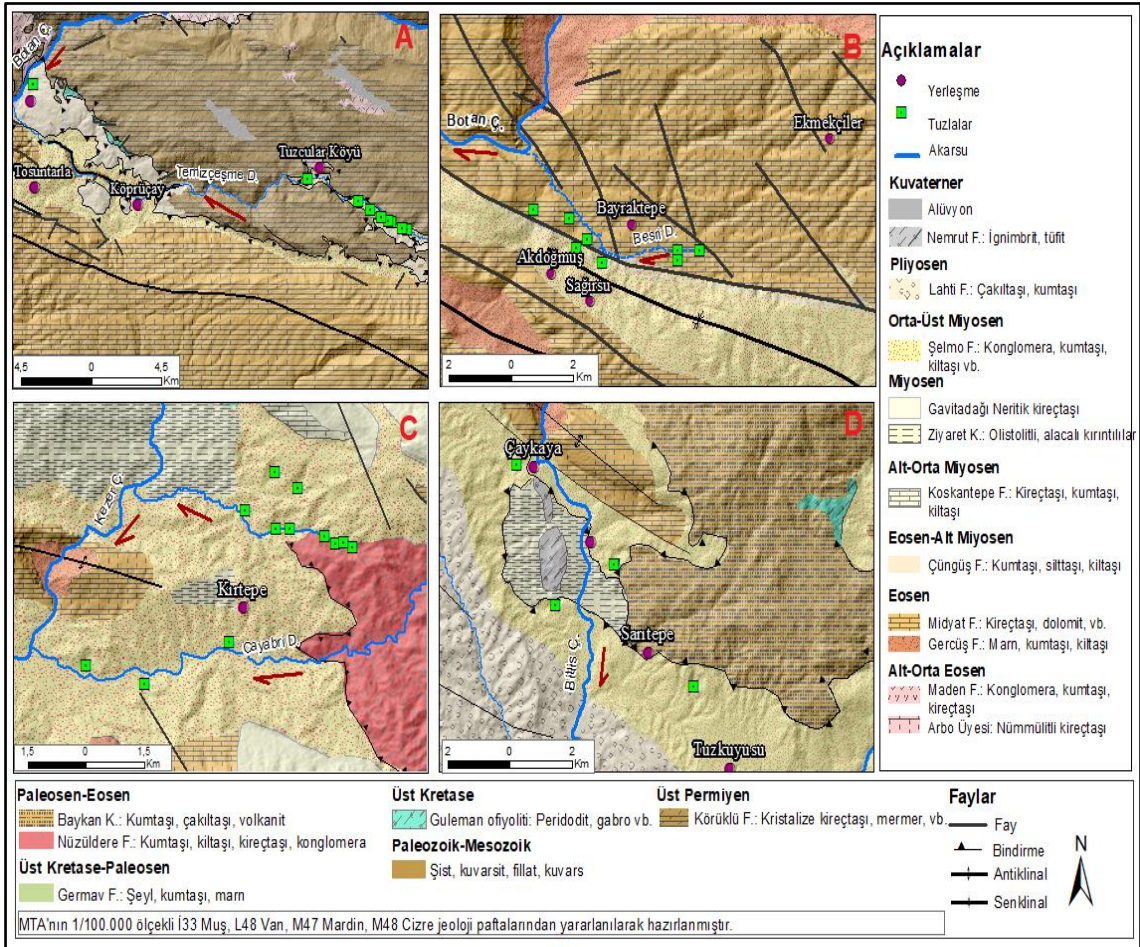 A
Botan Ç.
Tosuntarla
Köprüçay
Temizçeşme D.
Tuzcular Köyü
4,5 0 4,5
Km
B
Botan Ç.
Ekmekçiler
Bayraktepe
Besri D.
Akdoğmuş
Sağırsu
2 0 2
Km
C
Kezer Ç.
Kirtepe
Çayabri D.
1,5 0 1,5
Km
D
Çaykaya
Bitlis Ç.
Sarıtepe
Tuzkuyusu
2 0 2
Km
Açıklamalar
Yerleşme
Tuzlalar
Akarsu
Kuvaterner
Alüvyon
Nemrut F.: İgnimbrit, tüfit
Pliyosen
Lahti F.: Çakıltaşı, kumtaşı
Orta-Üst Miyosen
Şelmo F.: Konglomera, kumtaşı,
kiltaşı vb.
Miyosen
Gavitadağı Neritik kireçtaşı
Ziyaret K.: Olistolitli, alacalı kırıntılılar
Alt-Orta Miyosen
Koskantepe F.: Kireçtaşı, kumtaşı,
kiltaşı
Eosen-Alt Miyosen
Çüngüş F.: Kumtaşı, silttaşı, kiltaşı
Eosen
Midyat F.: Kireçtaşı, dolomit, vb.
Gercüş F.: Marn, kumtaşı, kiltaşı
Alt-Orta Eosen
Maden F.: Konglomera, kumtaşı,
kireçtaşı
Arbo Üyesi: Nümmülitli kireçtaşı
Paleosen-Eosen
Baykan K.: Kumtaşı, çakıltaşı, volkanit
Nüzüldere F.: Kumtaşı, kiltaşı, kireçtaşı, konglomera
Üst Kretase-Paleosen
Germav F.: Şeyl, kumtaşı, marn
Üst Kretase
Guleman ofiyoliti: Peridodit, gabro vb.
Paleozoik-Mesozoik
Şist, kuvarsit, fillat, kuvars
Üst Permiyen
Körüklü F.: Kristalize kireçtaşı, mermer, vb.
Faylar
Fay
Bindirme
Antiklinal
Senklinal
N
MTA'nın 1/100.000 ölçekli İ33 Muş, L48 Van, M47 Mardin, M48 Cizre jeoloji paftalarından yararlanılarak hazırlanmıştır.